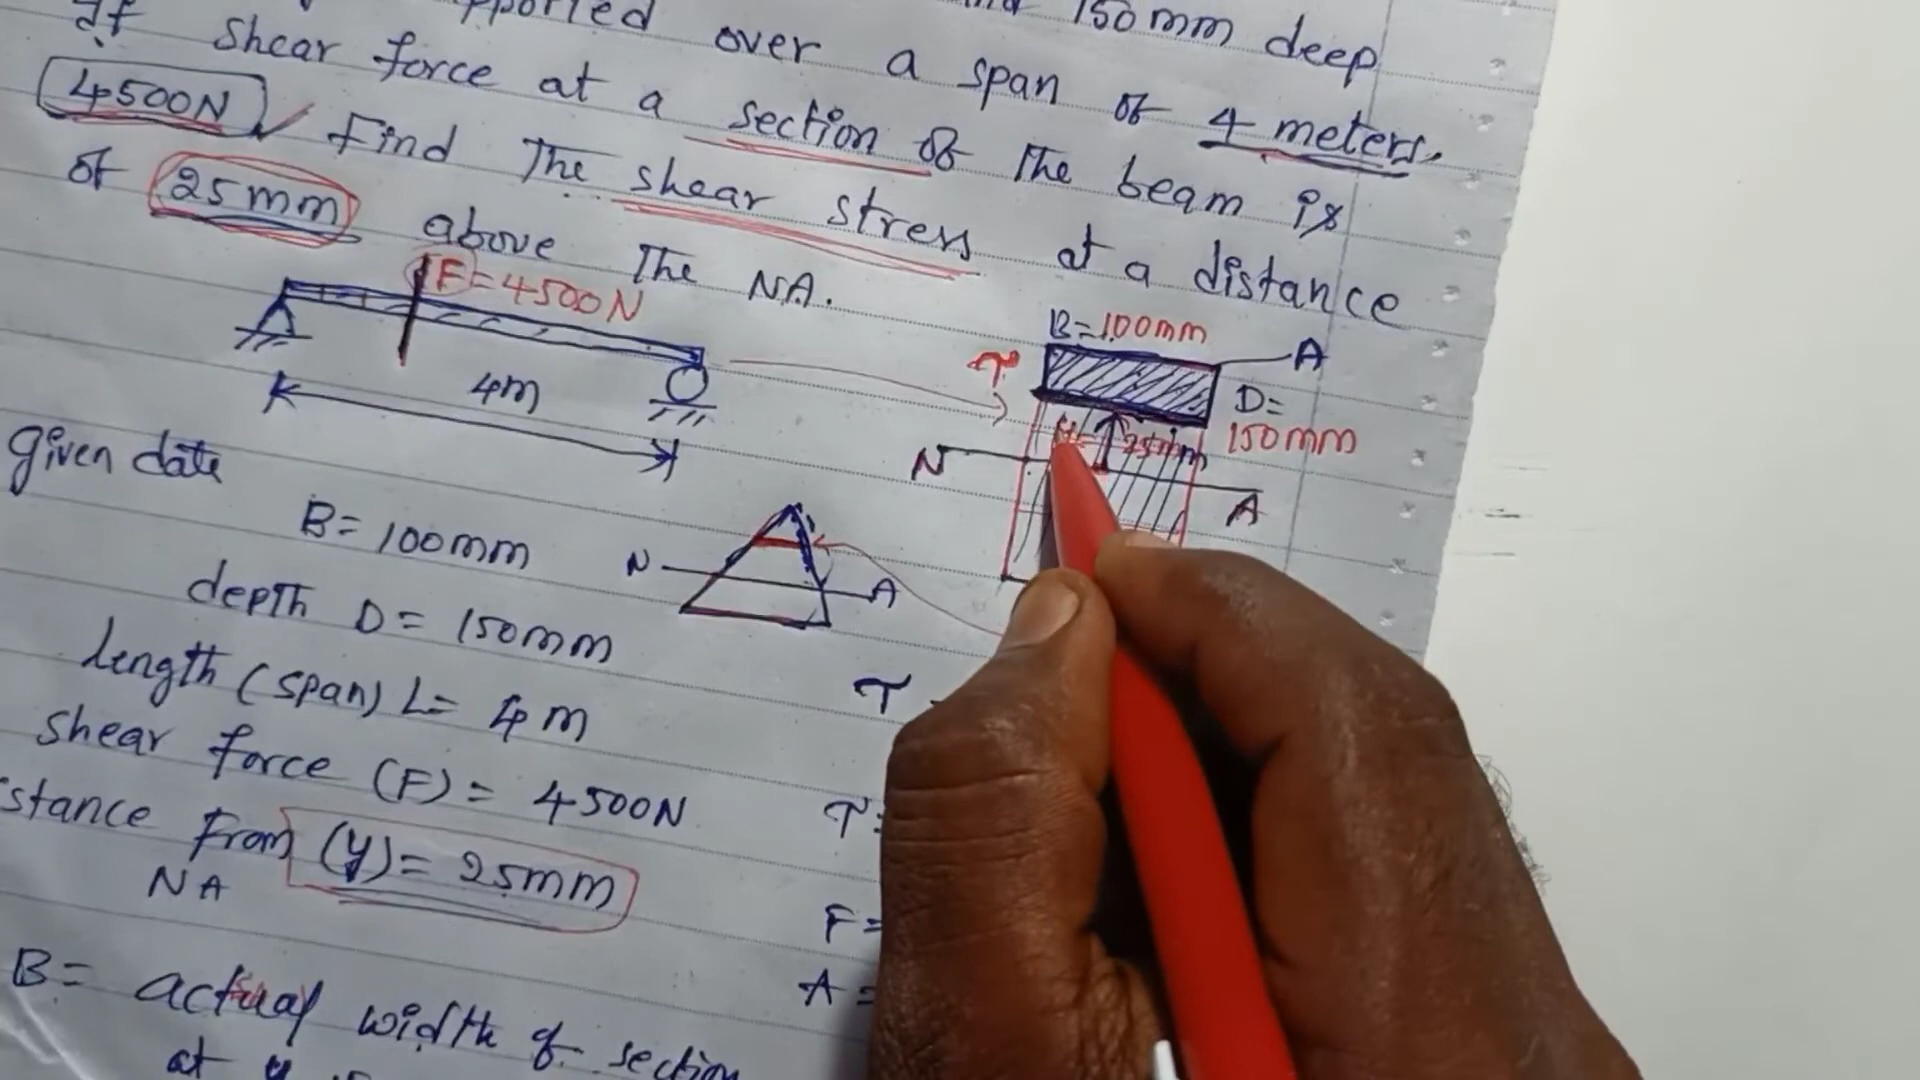 150mm deep
over a span of 4 meters.
If shear force at a section of The beam is
4500N Find The shear stress at a distance
of 25mm above The NA.
F=4500N
4m
B=100mm
A
τ
D=
150mm
25mm
N
A
given date
B= 100mm
depth D= 150mm
Length (span) L= 4m
shear force (F)= 4500N
stance From (y)= 25mm
NA
N
A
τ
τ=
F=
A=
B= actual width of section
at y